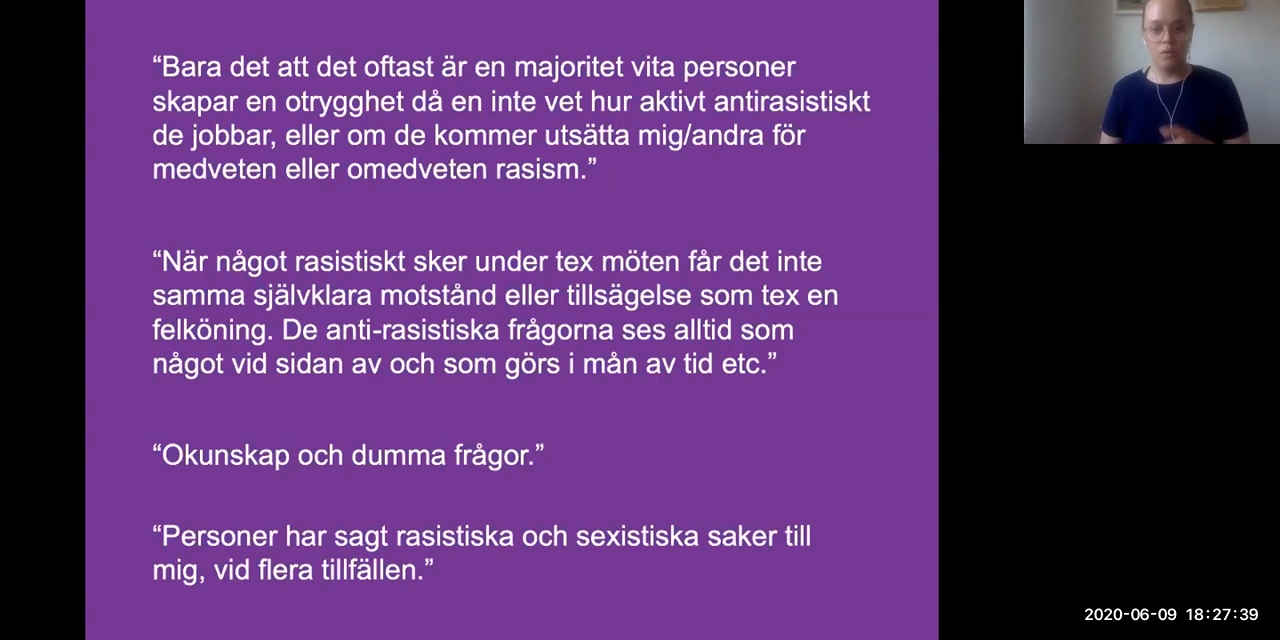 “Bara det att det oftast är en majoritet vita personer
skapar en otrygghet då en inte vet hur aktivt antirasistiskt
de jobbar, eller om de kommer utsätta mig/andra för
medveten eller omedveten rasism.”
“När något rasistiskt sker under tex möten får det inte
samma självklara motstånd eller tillsägelse som tex en
felköning. De anti-rasistiska frågorna ses alltid som
något vid sidan av och som görs i mån av tid etc.”
“Okunskap och dumma frågor.”
“Personer har sagt rasistiska och sexistiska saker till
mig, vid flera tillfällen.”
2020-06-09 18:27:39